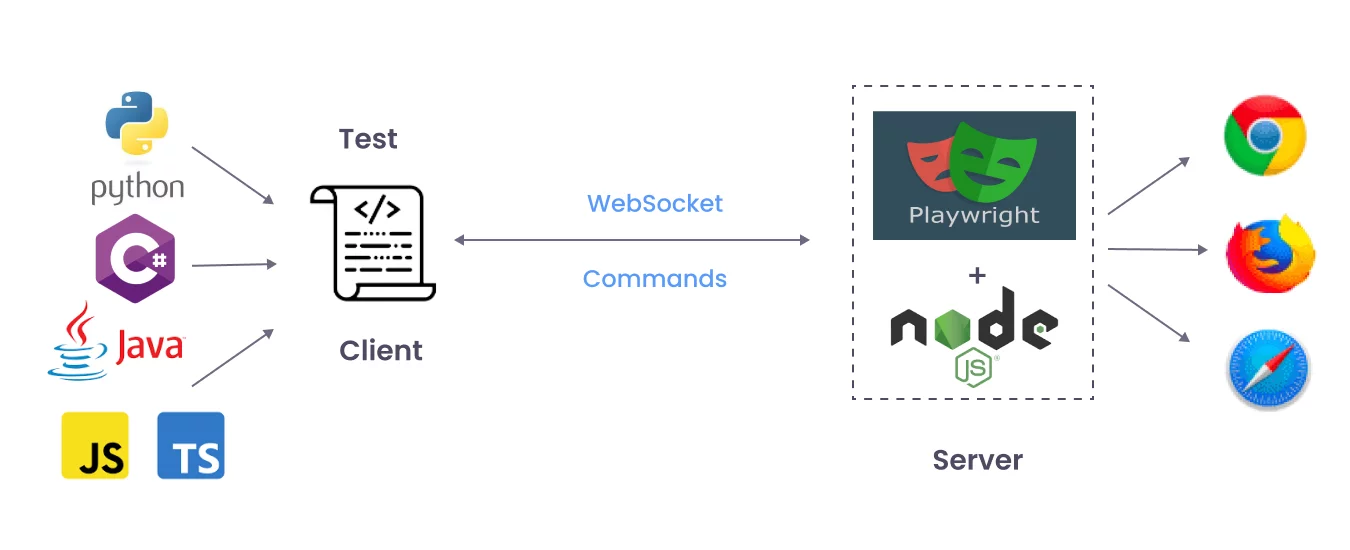 python
C#
Java
JS
TS
Test
</>
Client
WebSocket
Commands
Playwright
+
node
JS
Server